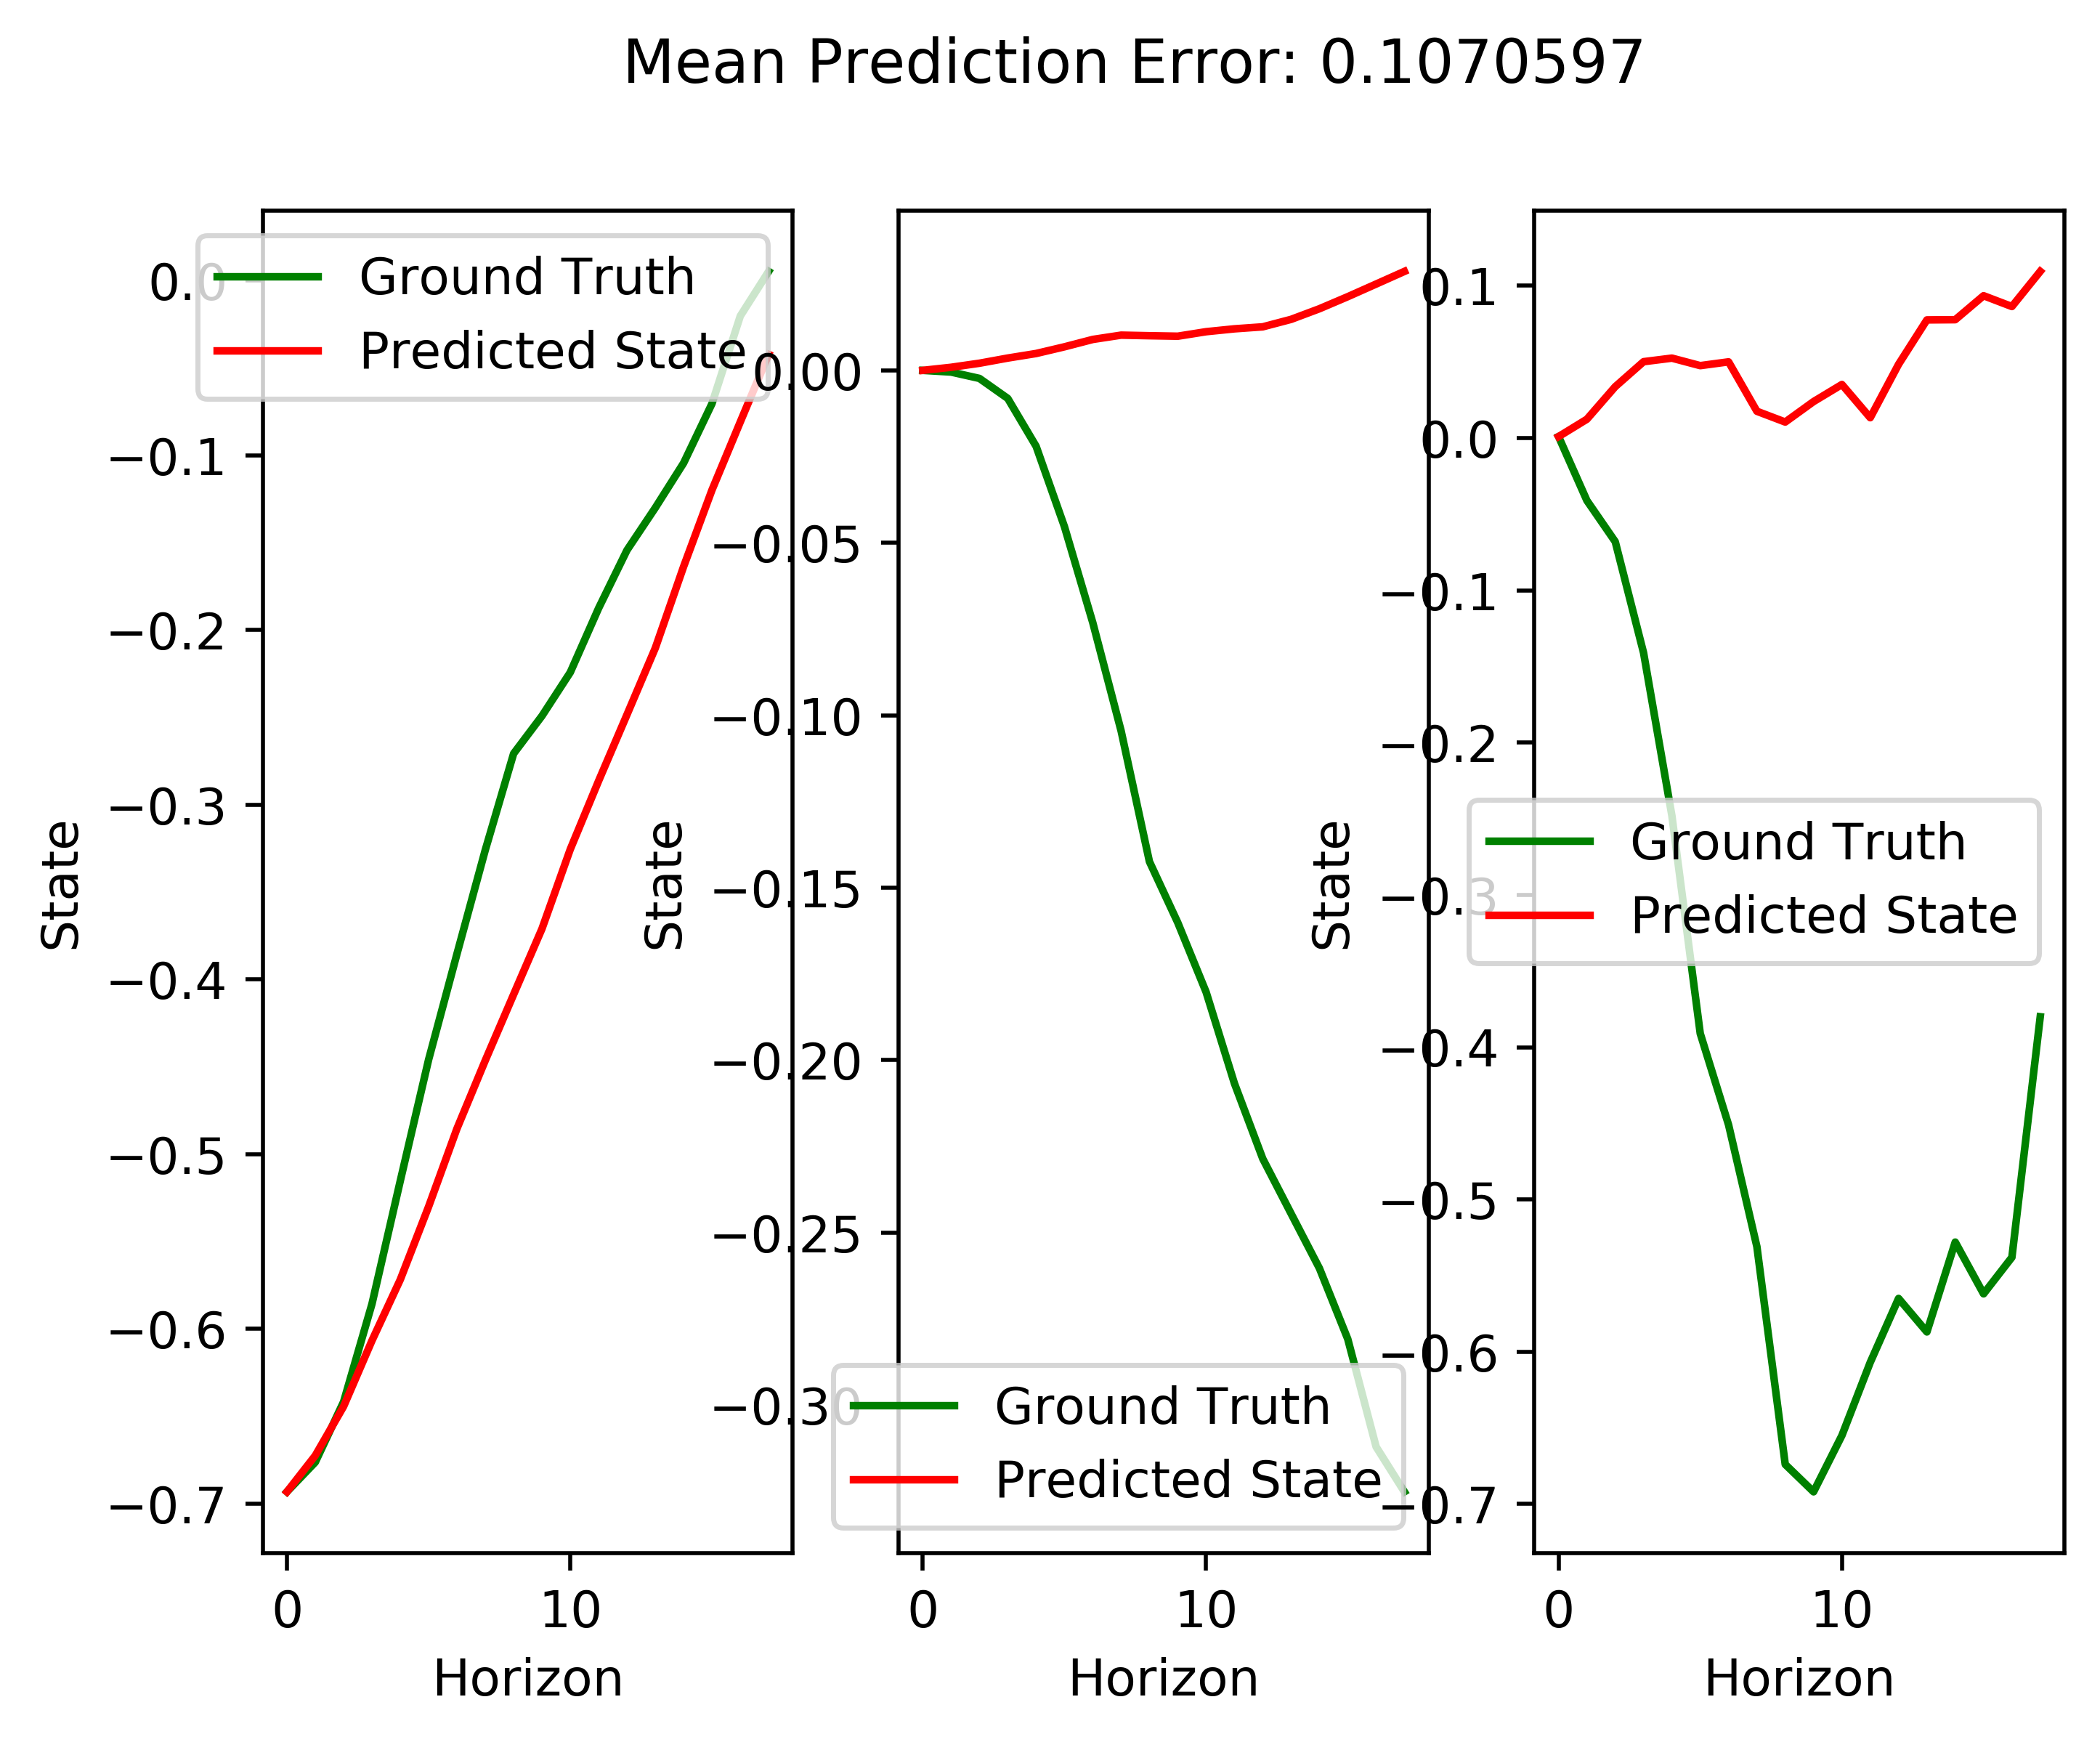 Mean Prediction Error: 0.1070597
Ground Truth
Predicted State
0.0
−0.1
−0.2
−0.3
−0.4
−0.5
−0.6
−0.7
State
0
10
Horizon
Ground Truth
Predicted State
0.00
−0.05
−0.10
−0.15
−0.20
−0.25
−0.30
State
0
10
Horizon
Ground Truth
Predicted State
0.1
0.0
−0.1
−0.2
−0.3
−0.4
−0.5
−0.6
−0.7
State
0
10
Horizon